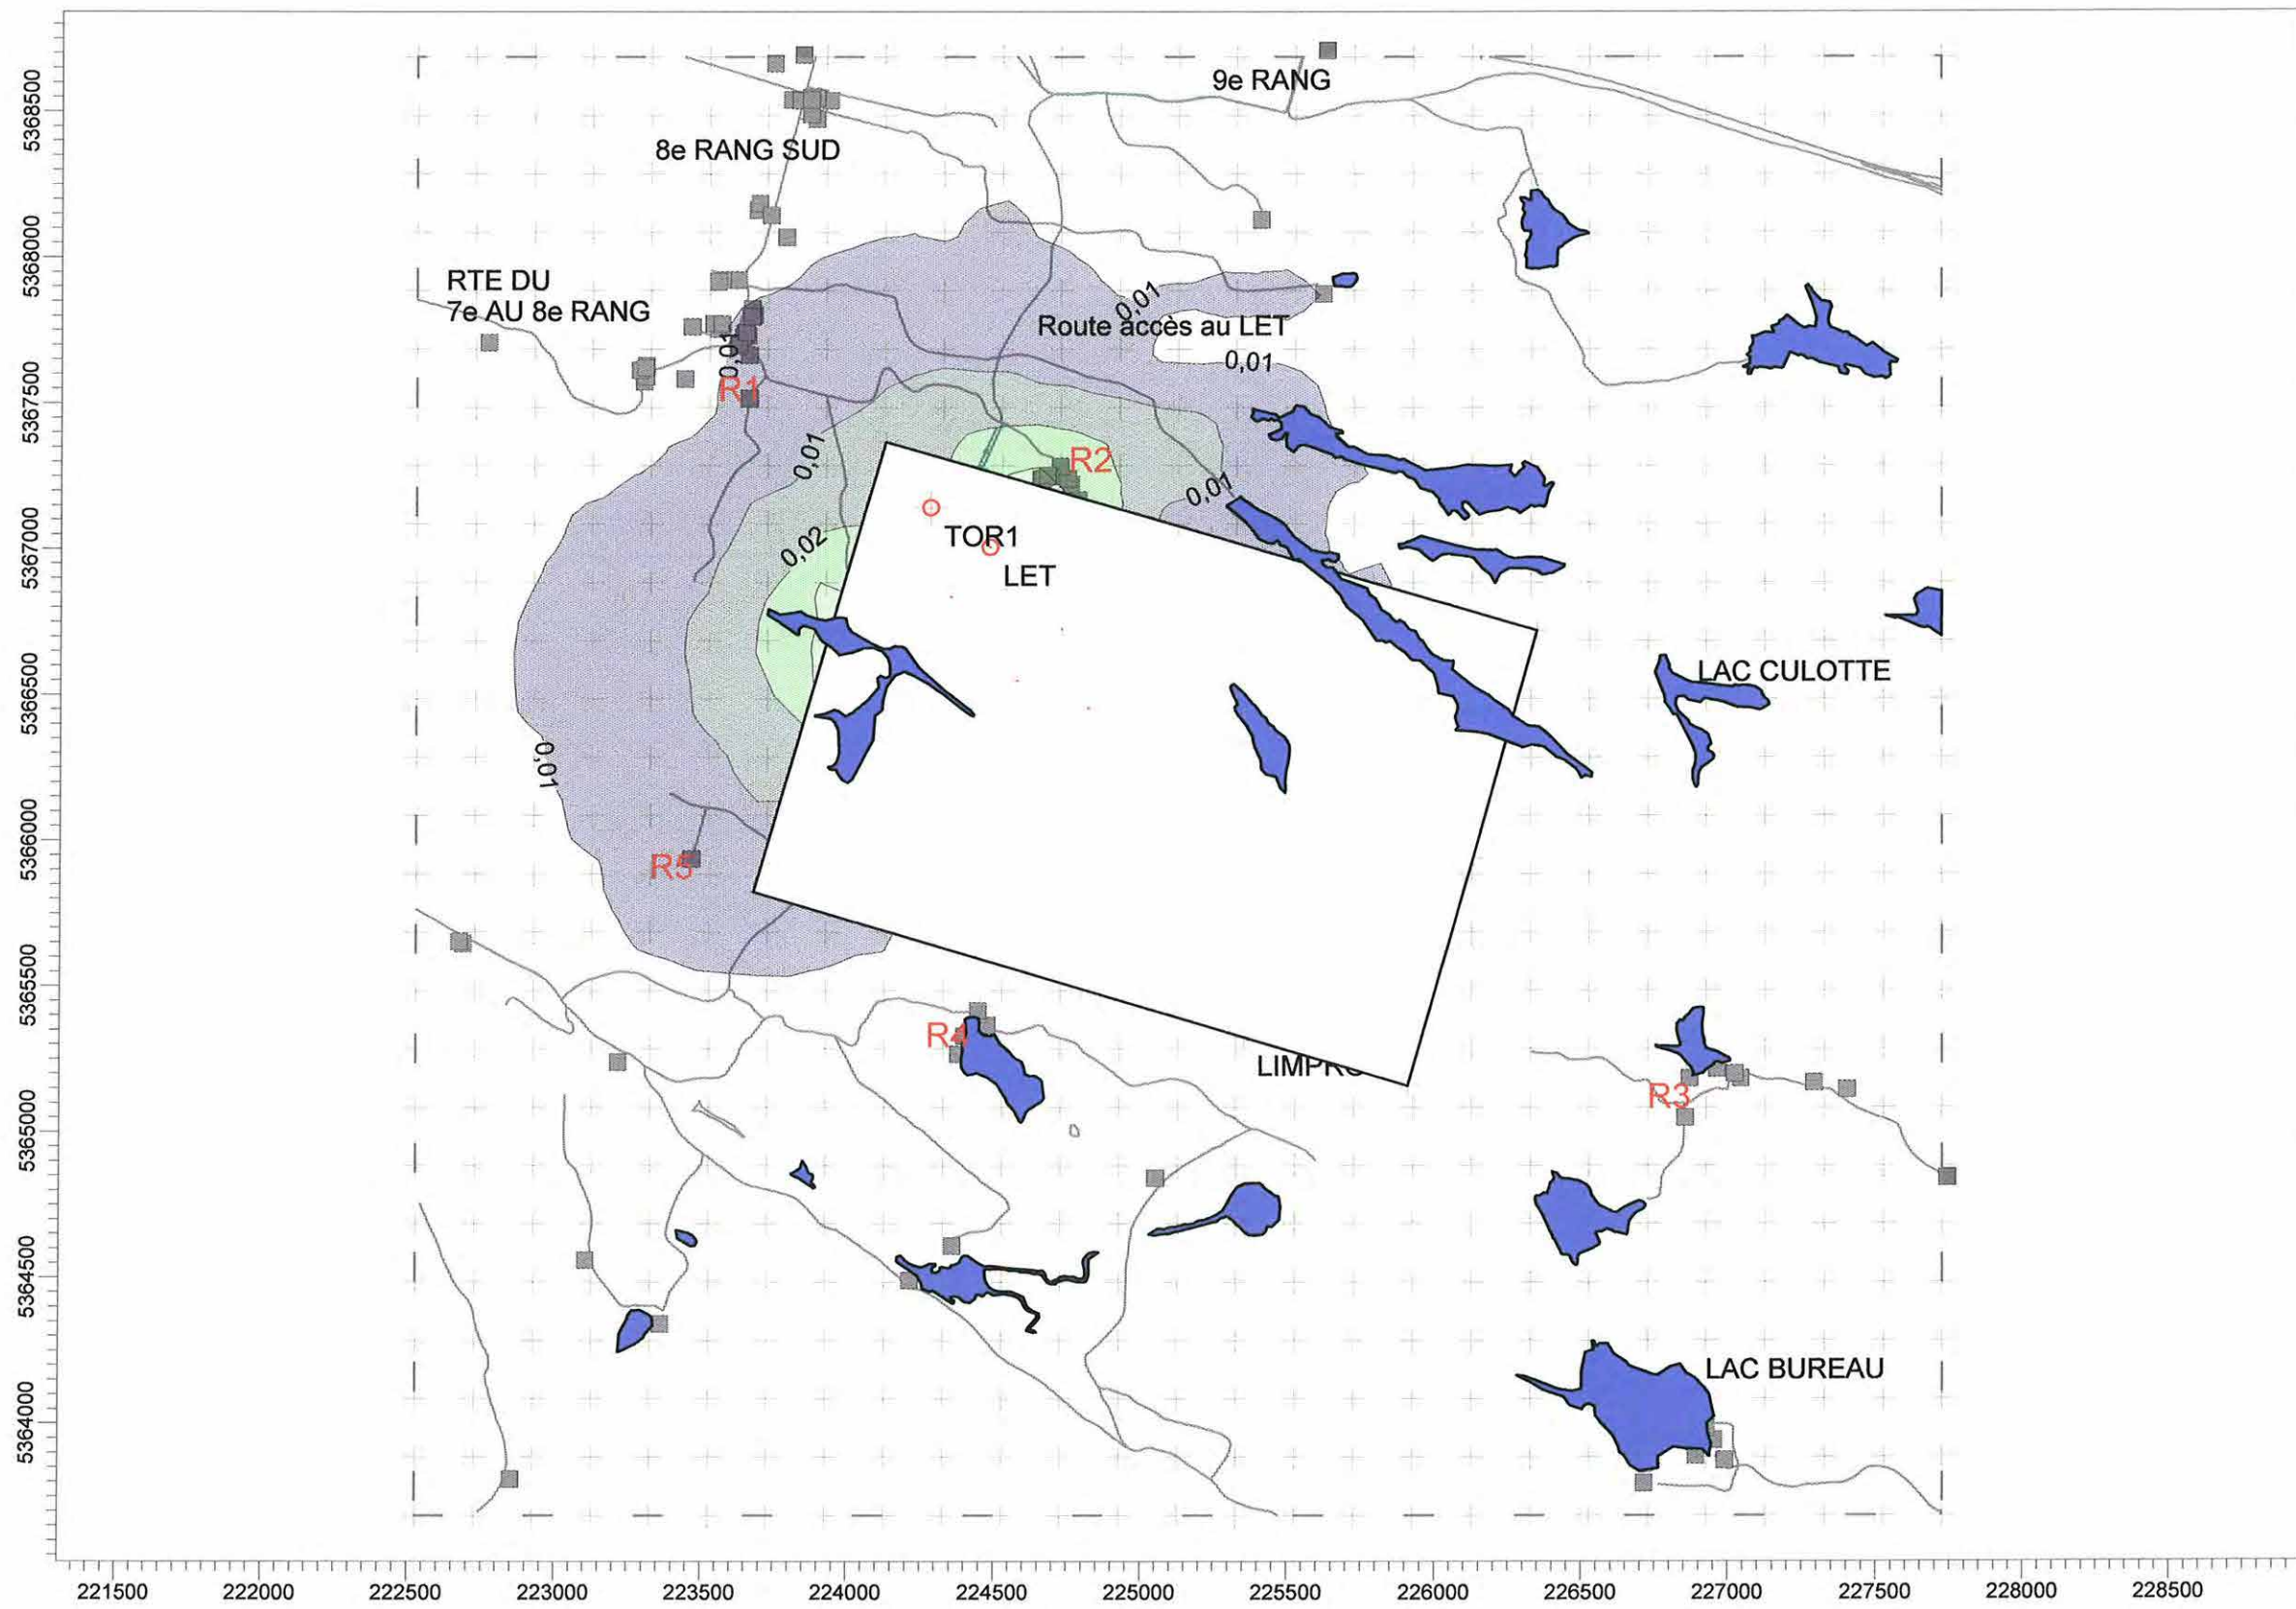 9e RANG
8e RANG SUD
RTE DU
7e AU 8e RANG
0,01
Route accès au LET
0,01
0,01
R1
0,01
R2
0,01
0,02
TOR1
LET
LAC CULOTTE
0,01
R5
R4
R3
LAC BUREAU
5368500
5368000
5367500
5367000
5366500
5366000
5365500
5365000
5364500
5364000
221500 222000 222500 223000 223500 224000 224500 225000 225500 226000 226500 227000 227500 228000 228500